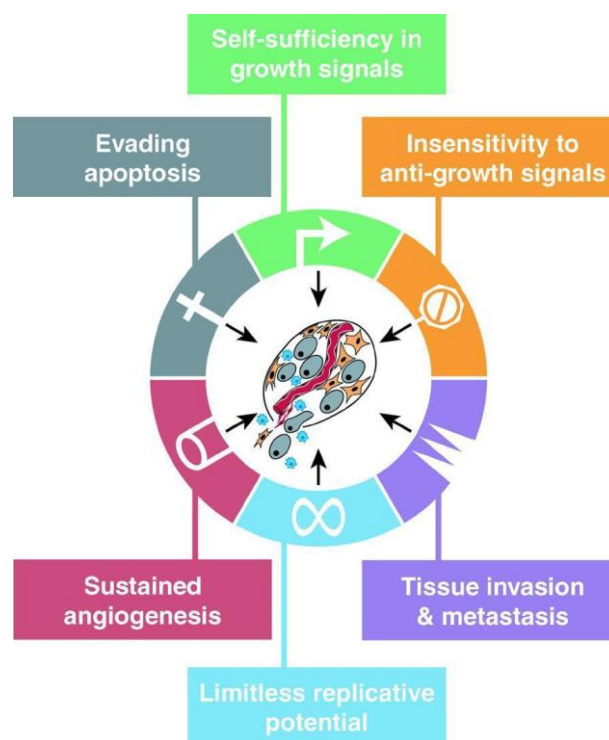 Self-sufficiency in
growth signals
Evading
apoptosis
Insensitivity to
anti-growth signals
Sustained
angiogenesis
Tissue invasion
& metastasis
Limitless replicative
potential